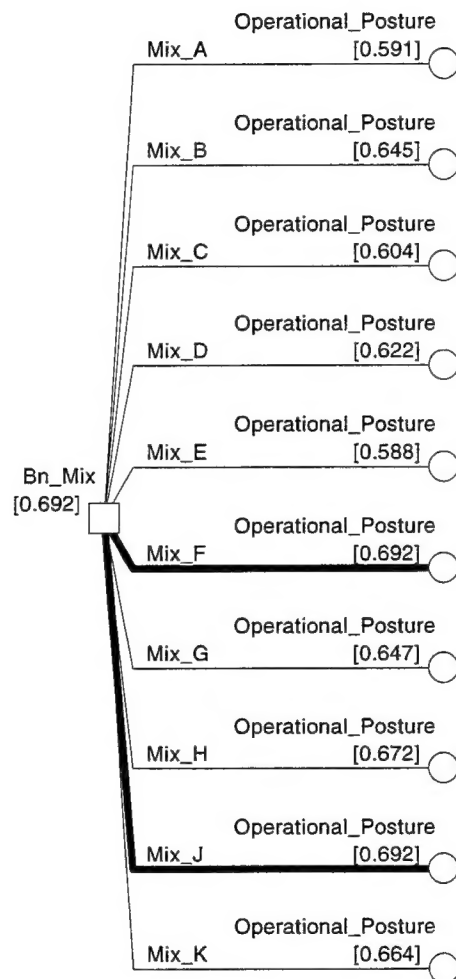 Operational_Posture
Mix_A [0.591]
Operational_Posture
Mix_B [0.645]
Operational_Posture
Mix_C [0.604]
Operational_Posture
Mix_D [0.622]
Operational_Posture
Mix_E [0.588]
Bn_Mix
[0.692]
Operational_Posture
Mix_F [0.692]
Operational_Posture
Mix_G [0.647]
Operational_Posture
Mix_H [0.672]
Operational_Posture
Mix_J [0.692]
Operational_Posture
Mix_K [0.664]